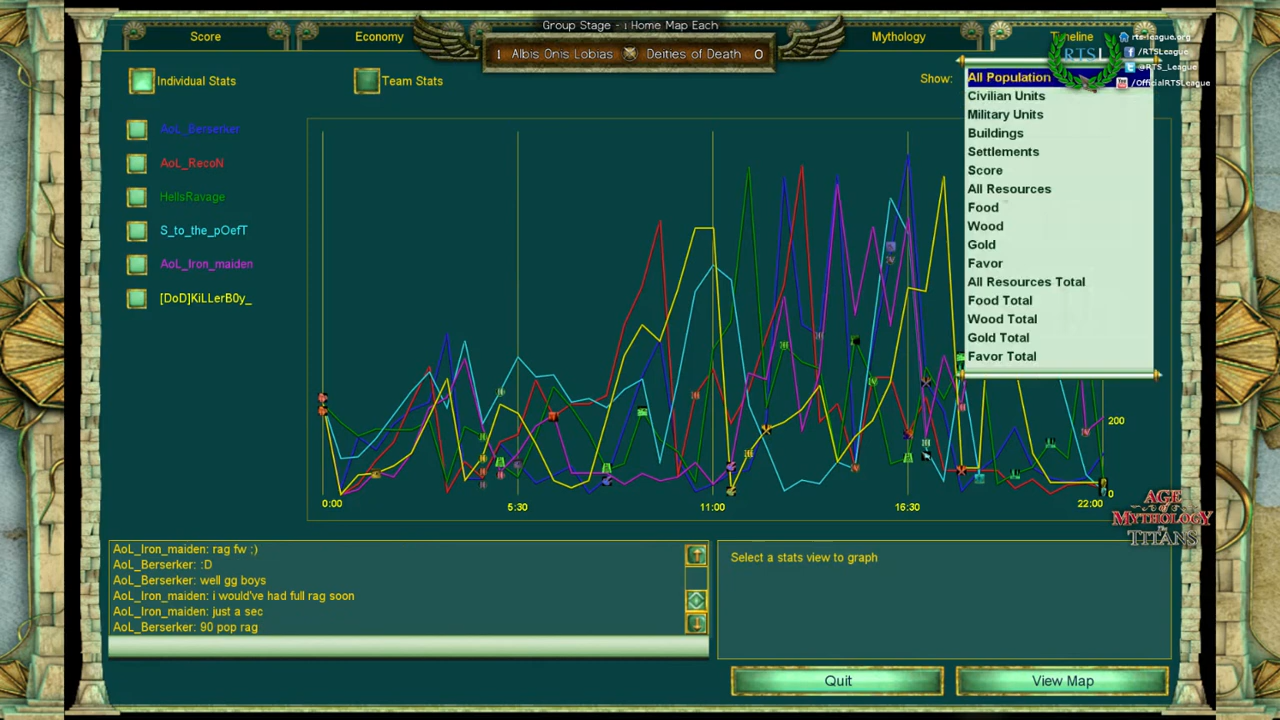 Group Stage - 1 Home Map Each
Score
Economy
1 Albis Onis Lobias Deities of Death 0
Mythology
Timeline
rts-league.org
/RTSLeague
@RTS_League
/OfficialRTSLeague
RTSL
Individual Stats
Team Stats
Show:
All Population
Civilian Units
Military Units
Buildings
Settlements
Score
All Resources
Food
Wood
Gold
Favor
All Resources Total
Food Total
Wood Total
Gold Total
Favor Total
AoL_Berserker
AoL_RecoN
HellsRavage
S_to_the_pOefT
AoL_Iron_maiden
[DoD]KiLLerB0y_
200
0
0:00
5:30
11:00
16:30
22:00
AGE
of
MYTHOLOGY
The
TITANS
AoL_Iron_maiden: rag fw ;)
AoL_Berserker: :D
AoL_Berserker: well gg boys
AoL_Iron_maiden: i would've had full rag soon
AoL_Iron_maiden: just a sec
AoL_Berserker: 90 pop rag
Select a stats view to graph
Quit
View Map